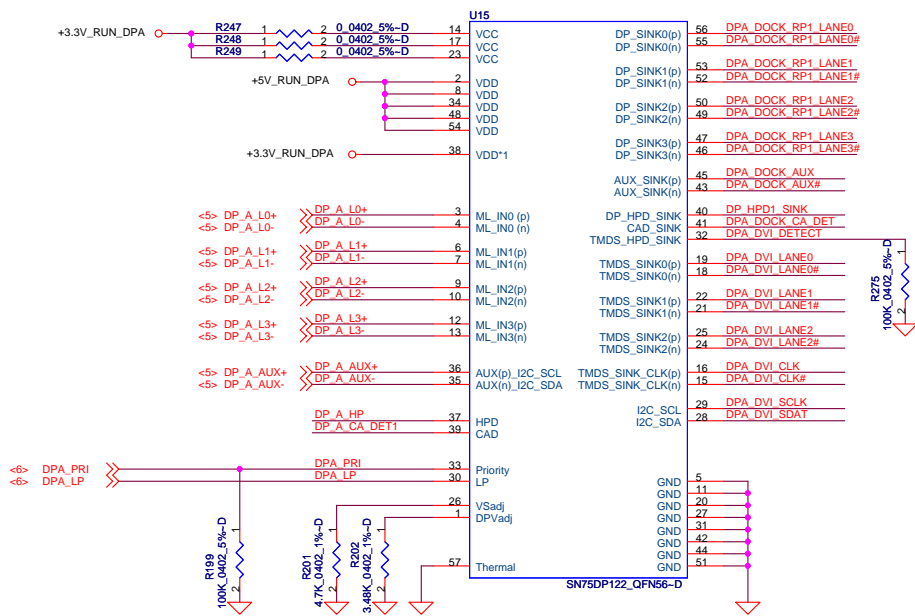 U15
+3.3V_RUN_DPA
R247 1 2 0_0402_5%~D 14 VCC
R248 1 2 0_0402_5%~D 17 VCC
R249 1 2 0_0402_5%~D 23 VCC
+5V_RUN_DPA
2 VDD
8 VDD
34 VDD
48 VDD
54 VDD
+3.3V_RUN_DPA 38 VDD*1
<5> DP_A_L0+ DP_A_L0+ 3 ML_IN0 (p)
<5> DP_A_L0- DP_A_L0- 4 ML_IN0 (n)
<5> DP_A_L1+ DP_A_L1+ 6 ML_IN1(p)
<5> DP_A_L1- DP_A_L1- 7 ML_IN1(n)
<5> DP_A_L2+ DP_A_L2+ 9 ML_IN2(p)
<5> DP_A_L2- DP_A_L2- 10 ML_IN2(n)
<5> DP_A_L3+ DP_A_L3+ 12 ML_IN3(p)
<5> DP_A_L3- DP_A_L3- 13 ML_IN3(n)
<5> DP_A_AUX+ DP_A_AUX+ 36 AUX(p)_I2C_SCL
<5> DP_A_AUX- DP_A_AUX- 35 AUX(n)_I2C_SDA
DP_A_HP 37 HPD
DP_A_CA_DET1 39 CAD
<6> DPA_PRI DPA_PRI 33 Priority
<6> DPA_LP DPA_LP 30 LP
26 VSadj
1 DPVadj
57 Thermal
R199 1 2 100K_0402_5%~D
R201 1 2 4.7K_0402_1%~D
R202 1 2 3.48K_0402_1%~D
DP_SINK0(p) 56 DPA_DOCK_RP1_LANE0
DP_SINK0(n) 55 DPA_DOCK_RP1_LANE0#
DP_SINK1(p) 53 DPA_DOCK_RP1_LANE1
DP_SINK1(n) 52 DPA_DOCK_RP1_LANE1#
DP_SINK2(p) 50 DPA_DOCK_RP1_LANE2
DP_SINK2(n) 49 DPA_DOCK_RP1_LANE2#
DP_SINK3(p) 47 DPA_DOCK_RP1_LANE3
DP_SINK3(n) 46 DPA_DOCK_RP1_LANE3#
AUX_SINK(p) 45 DPA_DOCK_AUX
AUX_SINK(n) 43 DPA_DOCK_AUX#
DP_HPD_SINK 40 DP_HPD1_SINK
CAD_SINK 41 DPA_DOCK_CA_DET
TMDS_HPD_SINK 32 DPA_DVI_DETECT
TMDS_SINK0(p) 19 DPA_DVI_LANE0
TMDS_SINK0(n) 18 DPA_DVI_LANE0#
TMDS_SINK1(p) 22 DPA_DVI_LANE1
TMDS_SINK1(n) 21 DPA_DVI_LANE1#
TMDS_SINK2(p) 25 DPA_DVI_LANE2
TMDS_SINK2(n) 24 DPA_DVI_LANE2#
TMDS_SINK_CLK(p) 16 DPA_DVI_CLK
TMDS_SINK_CLK(n) 15 DPA_DVI_CLK#
I2C_SCL 29 DPA_DVI_SCLK
I2C_SDA 28 DPA_DVI_SDAT
R275 1 2 100K_0402_5%~D
GND 5
GND 11
GND 20
GND 27
GND 31
GND 42
GND 44
GND 51
SN75DP122_QFN56~D